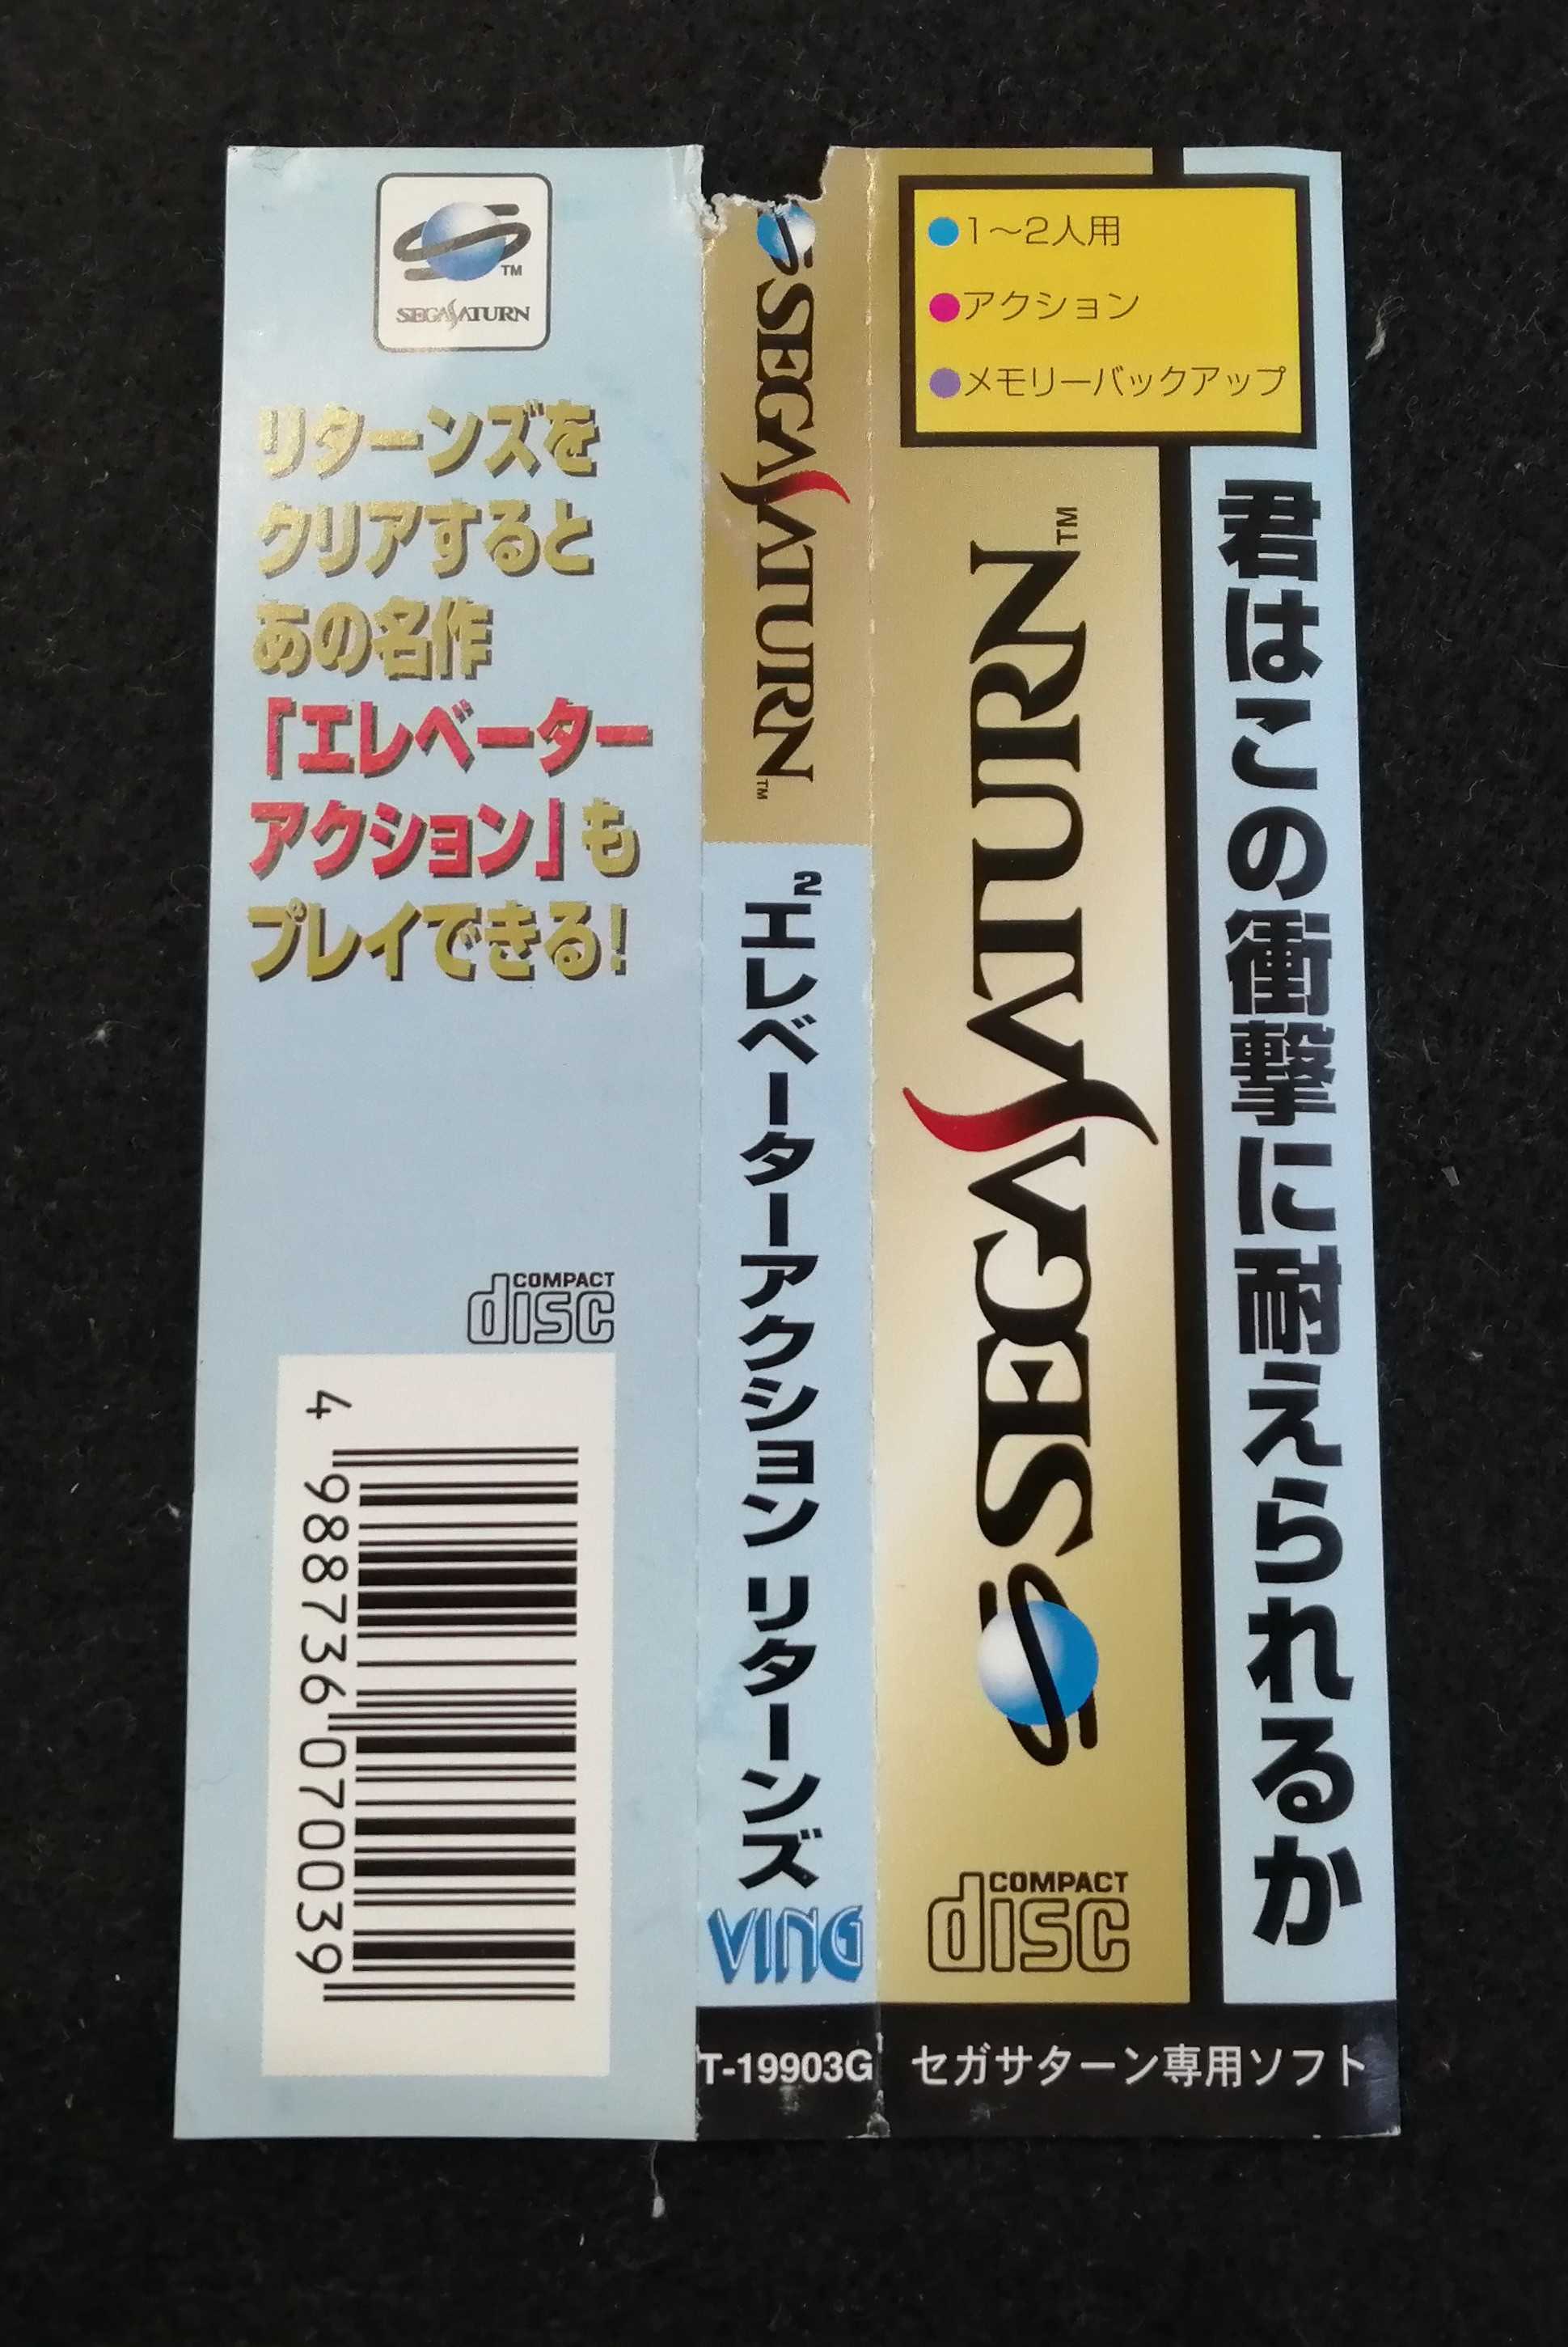 TM
SEGA SATURN
リターンズを
クリアすると
あの名作
「エレベーター
アクション」も
プレイできる!
COMPACT
disc
4 988736 070039
SEGA SATURN TM
エレベーターアクション2 リターンズ
VING
T-19903G
1〜2人用
アクション
メモリーバックアップ
SEGA SATURN TM
COMPACT
disc
君はこの衝撃に耐えられるか
セガサターン専用ソフト